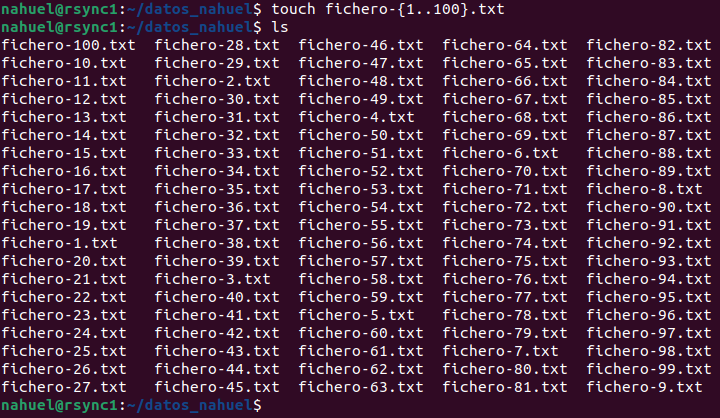 nahuel@rsync1:~/datos_nahuel$ touch fichero-{1..100}.txt
nahuel@rsync1:~/datos_nahuel$ ls
fichero-100.txt  fichero-28.txt  fichero-46.txt  fichero-64.txt  fichero-82.txt
fichero-10.txt   fichero-29.txt  fichero-47.txt  fichero-65.txt  fichero-83.txt
fichero-11.txt   fichero-2.txt   fichero-48.txt  fichero-66.txt  fichero-84.txt
fichero-12.txt   fichero-30.txt  fichero-49.txt  fichero-67.txt  fichero-85.txt
fichero-13.txt   fichero-31.txt  fichero-4.txt   fichero-68.txt  fichero-86.txt
fichero-14.txt   fichero-32.txt  fichero-50.txt  fichero-69.txt  fichero-87.txt
fichero-15.txt   fichero-33.txt  fichero-51.txt  fichero-6.txt   fichero-88.txt
fichero-16.txt   fichero-34.txt  fichero-52.txt  fichero-70.txt  fichero-89.txt
fichero-17.txt   fichero-35.txt  fichero-53.txt  fichero-71.txt  fichero-8.txt
fichero-18.txt   fichero-36.txt  fichero-54.txt  fichero-72.txt  fichero-90.txt
fichero-19.txt   fichero-37.txt  fichero-55.txt  fichero-73.txt  fichero-91.txt
fichero-1.txt    fichero-38.txt  fichero-56.txt  fichero-74.txt  fichero-92.txt
fichero-20.txt   fichero-39.txt  fichero-57.txt  fichero-75.txt  fichero-93.txt
fichero-21.txt   fichero-3.txt   fichero-58.txt  fichero-76.txt  fichero-94.txt
fichero-22.txt   fichero-40.txt  fichero-59.txt  fichero-77.txt  fichero-95.txt
fichero-23.txt   fichero-41.txt  fichero-5.txt   fichero-78.txt  fichero-96.txt
fichero-24.txt   fichero-42.txt  fichero-60.txt  fichero-79.txt  fichero-97.txt
fichero-25.txt   fichero-43.txt  fichero-61.txt  fichero-7.txt   fichero-98.txt
fichero-26.txt   fichero-44.txt  fichero-62.txt  fichero-80.txt  fichero-99.txt
fichero-27.txt   fichero-45.txt  fichero-63.txt  fichero-81.txt  fichero-9.txt
nahuel@rsync1:~/datos_nahuel$